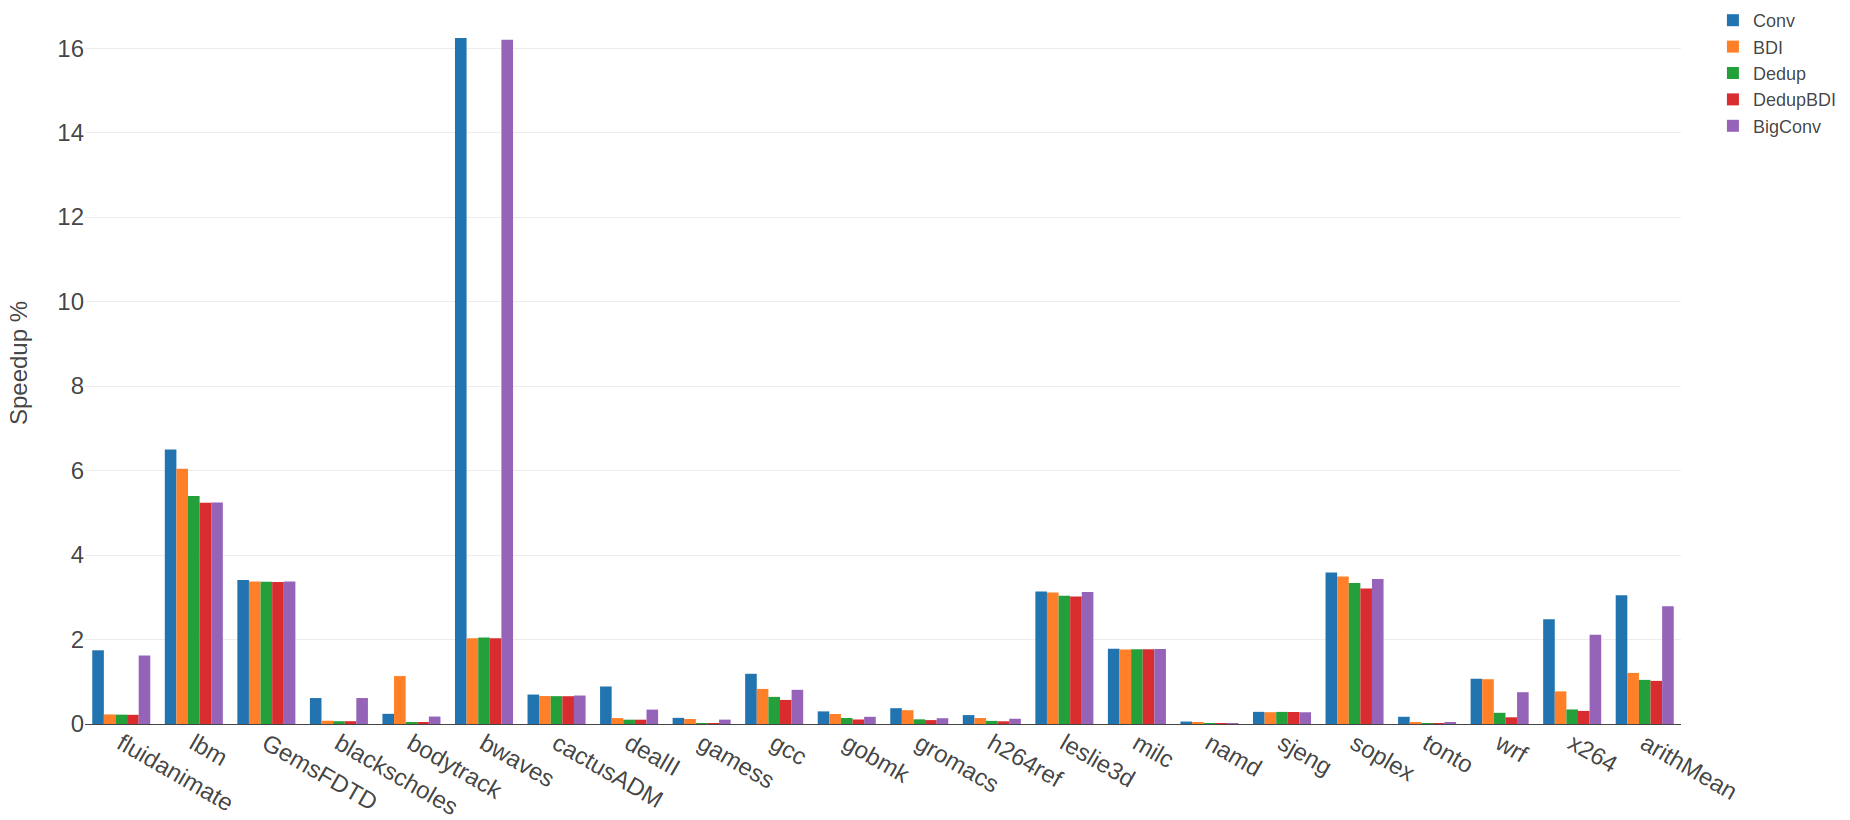 Conv
BDI
Dedup
DedupBDI
BigConv
Speedup %
16
14
12
10
8
6
4
2
0
fluidanimate
lbm
GemsFDTD
blackscholes
bodytrack
bwaves
cactusADM
dealII
gamess
gcc
gobmk
gromacs
h264ref
leslie3d
milc
namd
sjeng
soplex
tonto
wrf
x264
arithMean